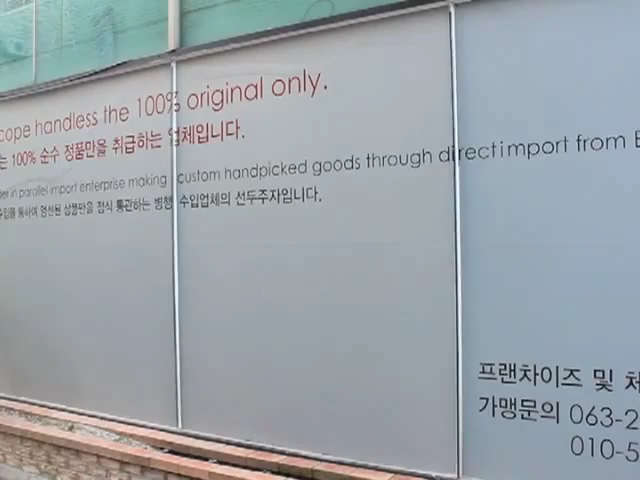 cope handless the 100% original only.
는 100% 순수 정품만을 취급하는 업체입니다.
der in parallel import enterprise making custom handpicked goods through direct import from E
수입을 통하여 엄선된 상품만을 정식 통관하는 병행 수입업체의 선두주자입니다.
프랜차이즈 및 체
가맹문의 063-2
010-5